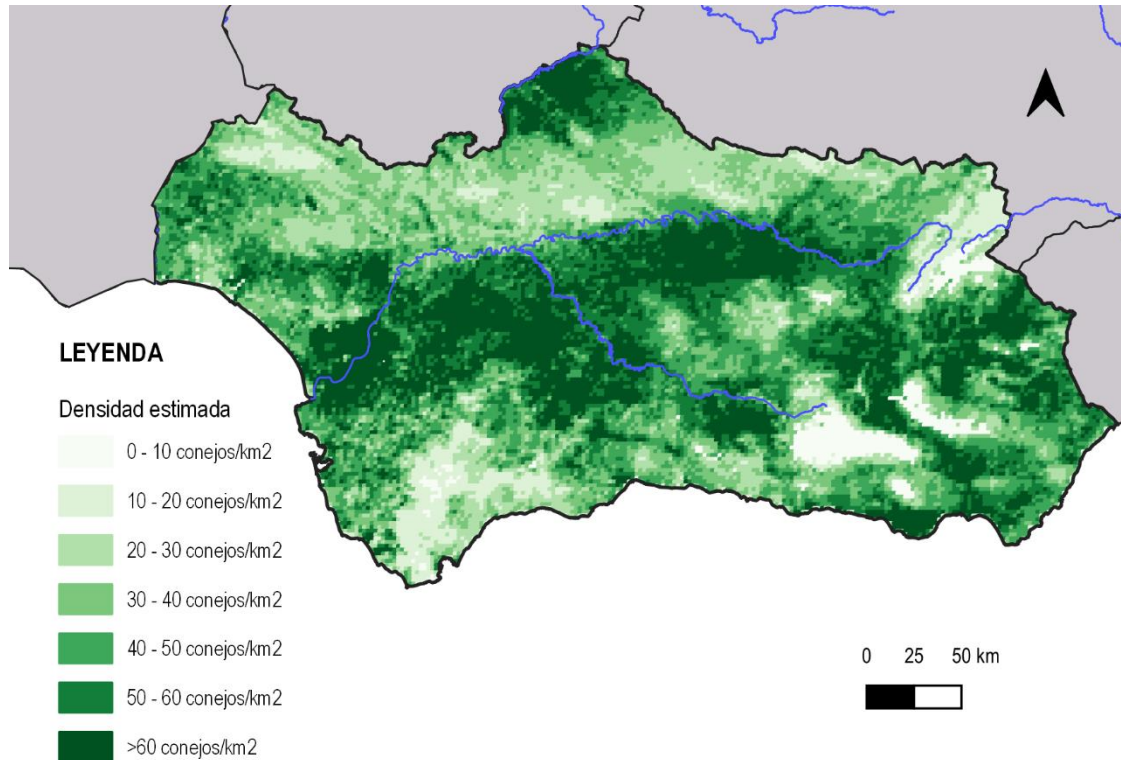 LEYENDA
Densidad estimada
0 - 10 conejos/km2
10 - 20 conejos/km2
20 - 30 conejos/km2
30 - 40 conejos/km2
40 - 50 conejos/km2
50 - 60 conejos/km2
>60 conejos/km2
0 25 50 km